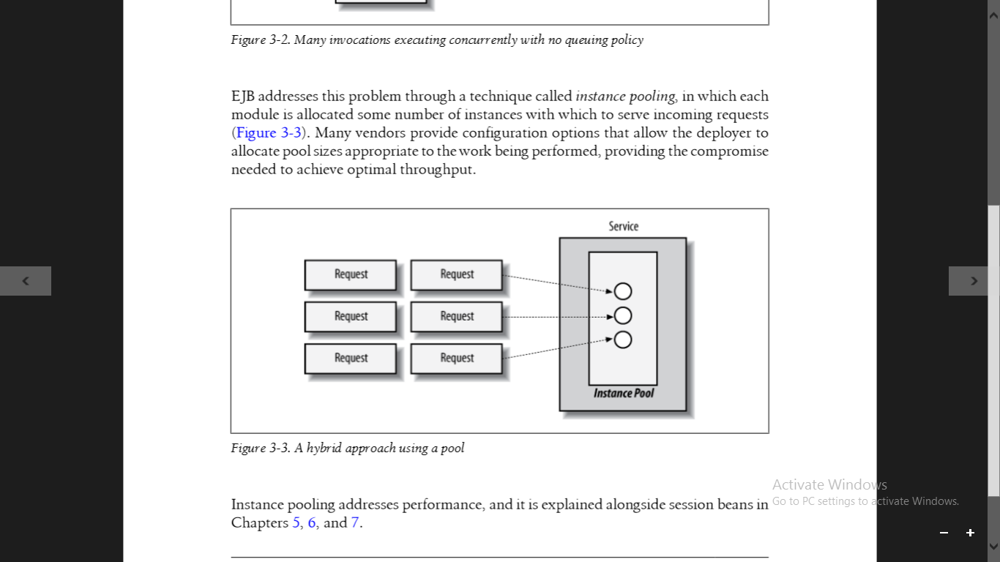 Figure 3-2. Many invocations executing concurrently with no queuing policy
EJB addresses this problem through a technique called instance pooling, in which each
module is allocated some number of instances with which to serve incoming requests
(Figure 3-3). Many vendors provide configuration options that allow the deployer to
allocate pool sizes appropriate to the work being performed, providing the compromise
needed to achieve optimal throughput.
Service
Request Request
Request Request
Request Request
Instance Pool
Figure 3-3. A hybrid approach using a pool
Instance pooling addresses performance, and it is explained alongside session beans in
Chapters 5, 6, and 7.
Activate Windows
Go to PC settings to activate Windows.